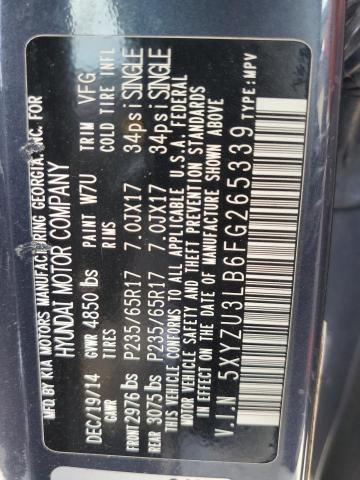 MFD. BY KIA MOTORS MANUFACTURING GEORGIA, INC. FOR
HYUNDAI MOTOR COMPANY
DEC/19/14 GVWR 4850 lbs PAINT W7U TRIM VFG
GAWR TIRES RIMS COLD TIRE INFL
FRONT 2976 lbs P235/65R17 7.0JX17 34psi SINGLE
REAR 3075 lbs P235/65R17 7.0JX17 34psi SINGLE
THIS VEHICLE CONFORMS TO ALL APPLICABLE U.S.A. FEDERAL
MOTOR VEHICLE SAFETY AND THEFT PREVENTION STANDARDS
IN EFFECT ON THE DATE OF MANUFACTURE SHOWN ABOVE.
V.I.N 5XYZU3LB6FG265339 TYPE:MPV